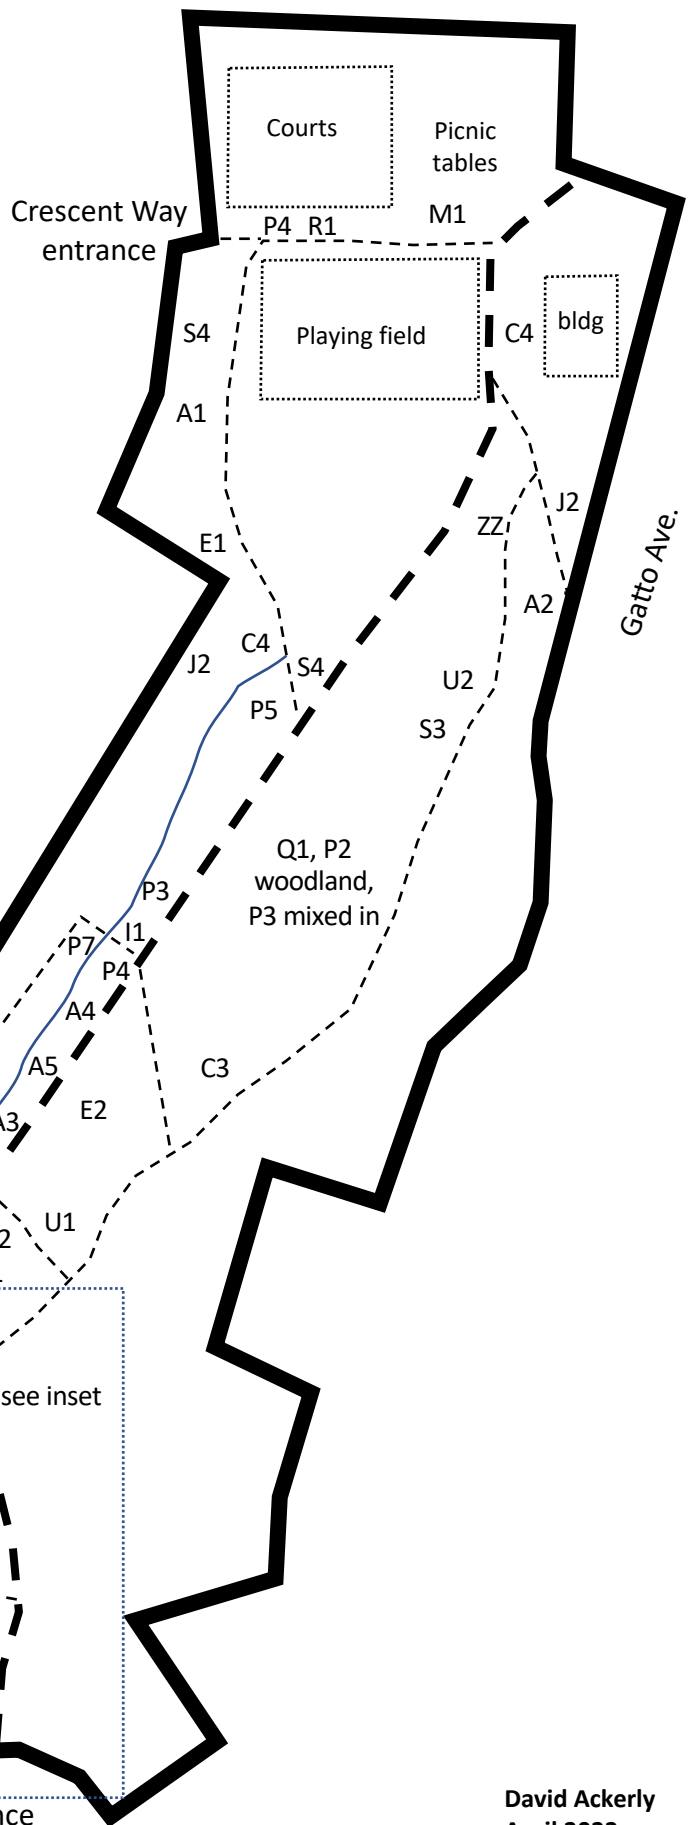 Courts
Picnic
tables
Crescent Way
entrance
P4 R1
M1
S4
Playing field
C4
bldg
A1
J2
ZZ
E1
Gatto Ave.
A2
C4
J2
S4
U2
P5
S3
Q1, P2
woodland,
P3 mixed in
P3
I1
P7
P4
A4
A5
C3
E2
A3
U1
2
see inset
David Ackerly